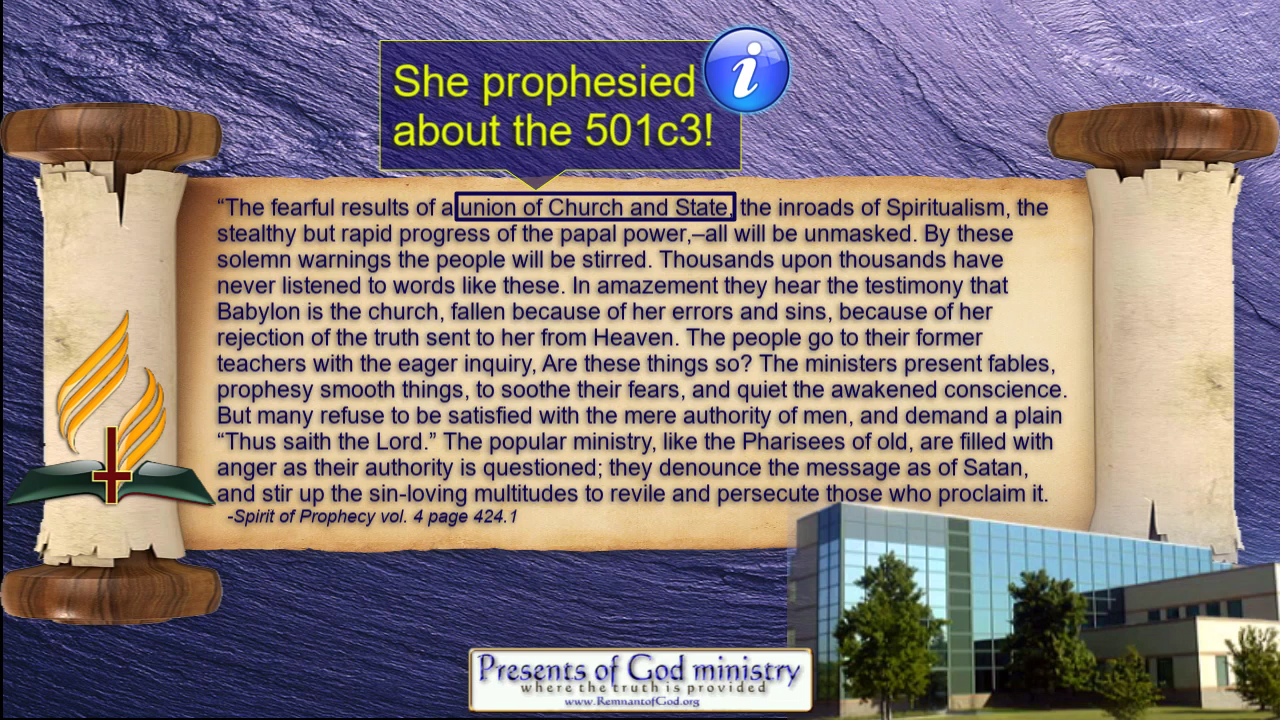 She prophesied
about the 501c3!
i
“The fearful results of a union of Church and State, the inroads of Spiritualism, the
stealthy but rapid progress of the papal power,–all will be unmasked. By these
solemn warnings the people will be stirred. Thousands upon thousands have
never listened to words like these. In amazement they hear the testimony that
Babylon is the church, fallen because of her errors and sins, because of her
rejection of the truth sent to her from Heaven. The people go to their former
teachers with the eager inquiry, Are these things so? The ministers present fables,
prophesy smooth things, to soothe their fears, and quiet the awakened conscience.
But many refuse to be satisfied with the mere authority of men, and demand a plain
“Thus saith the Lord.” The popular ministry, like the Pharisees of old, are filled with
anger as their authority is questioned; they denounce the message as of Satan,
and stir up the sin-loving multitudes to revile and persecute those who proclaim it.
-Spirit of Prophecy vol. 4 page 424.1
Presents of God ministry
where the truth is provided
www.RemnantofGod.org